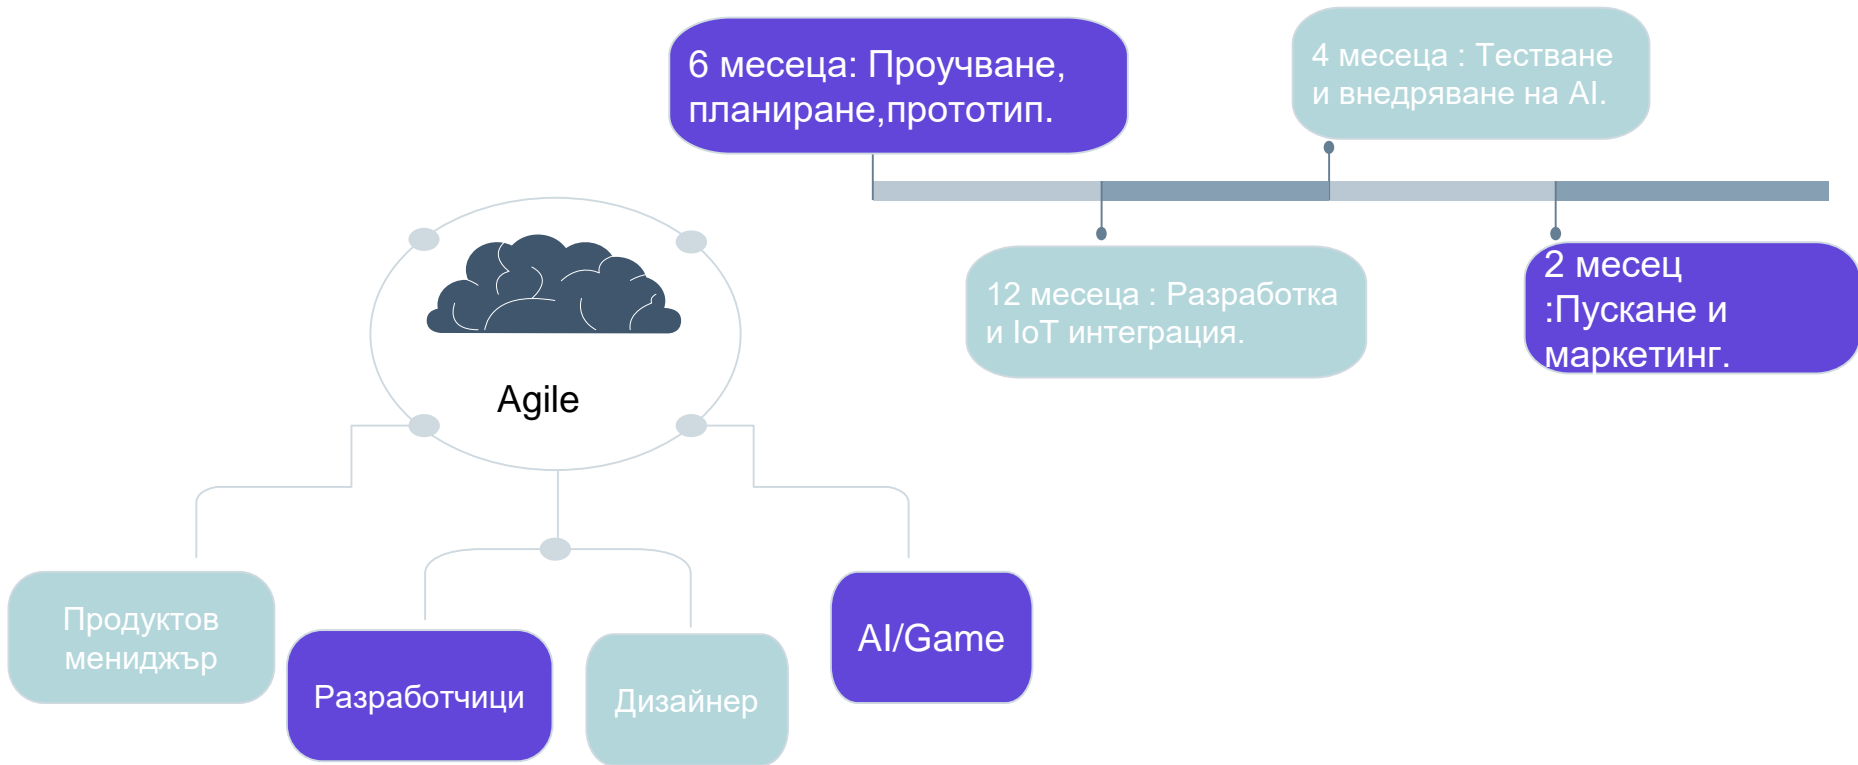 6 месеца: Проучване,
планиране,прототип.
4 месеца : Тестване
и внедряване на AI.
12 месеца : Разработка
и IoT интеграция.
2 месец
:Пускане и
маркетинг.
Agile
Продуктов
мениджър
Разработчици
Дизайнер
AI/Game